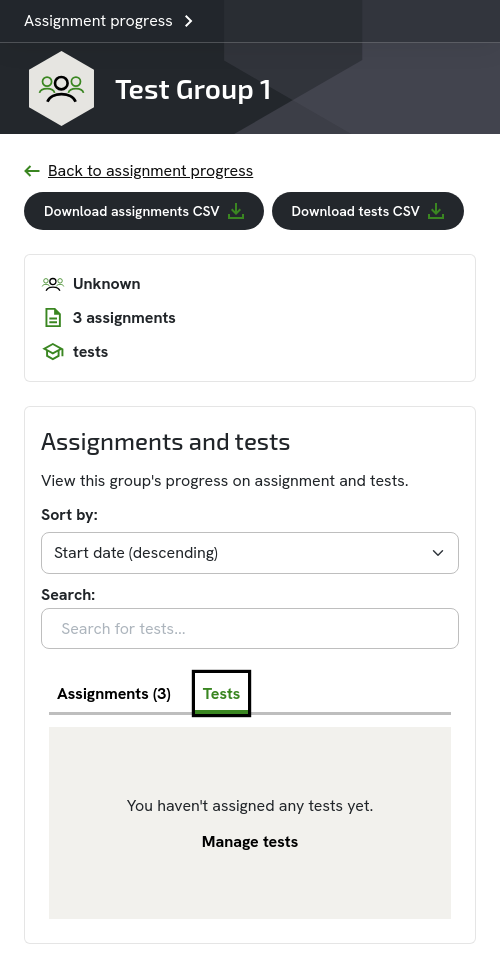 Assignment progress
Test Group 1
Back to assignment progress
Download assignments CSV
Download tests CSV
Unknown
3 assignments
tests
Assignments and tests
View this group's progress on assignment and tests.
Sort by:
Start date (descending)
Search:
Search for tests...
Assignments (3)
Tests
You haven't assigned any tests yet.
Manage tests